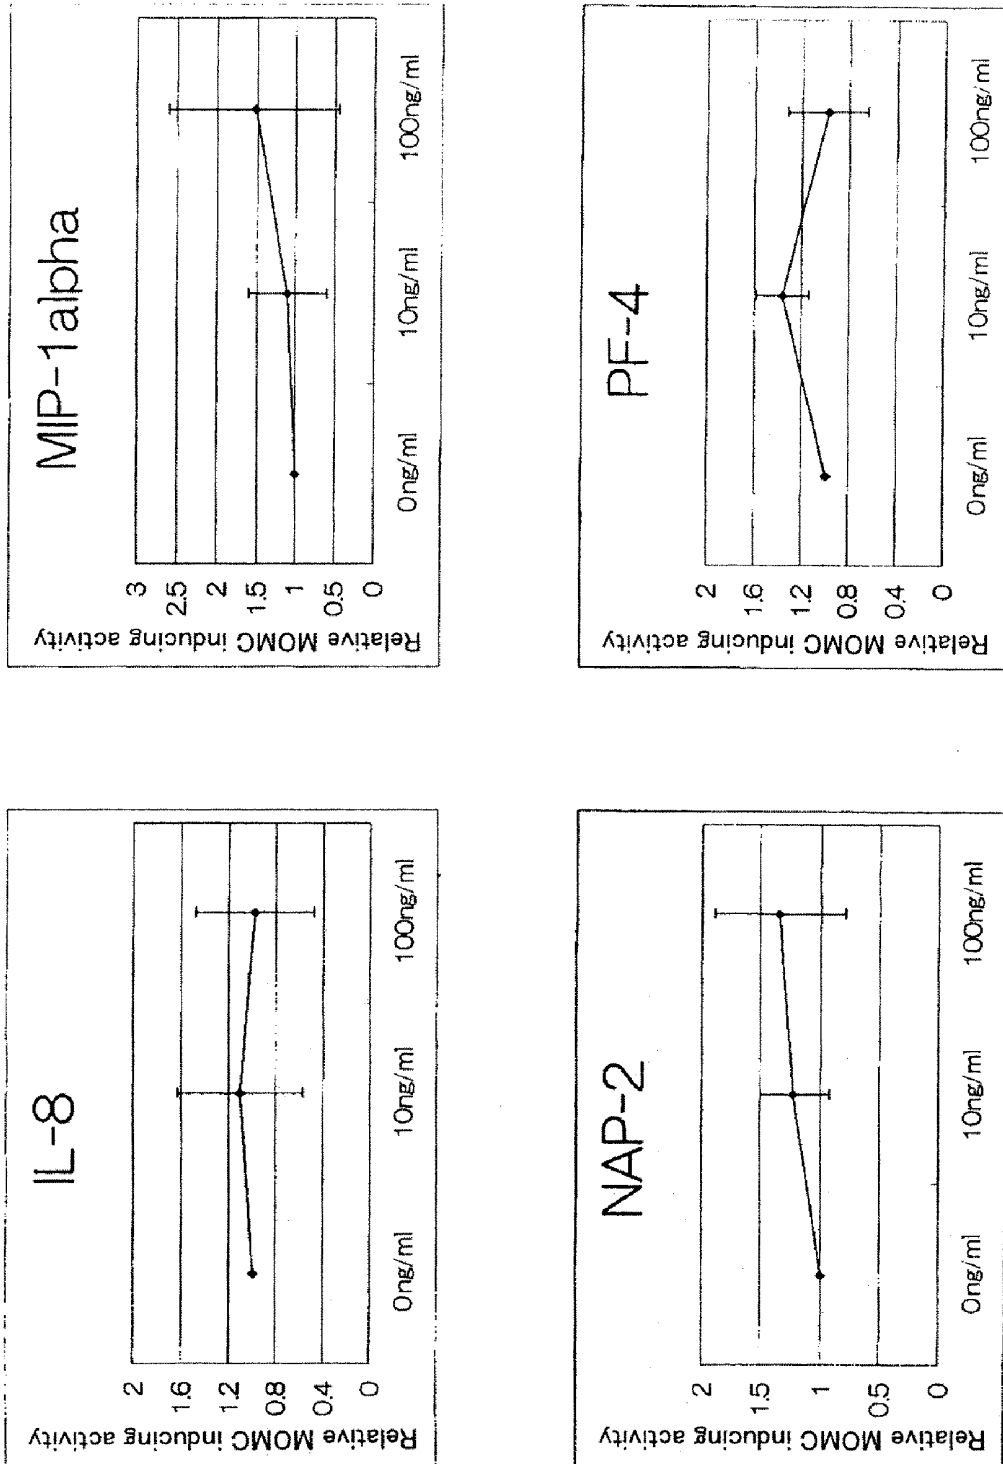 IL-8
Relative MOMC inducing activity
2
1.6
1.2
0.8
0.4
0
0ng/ml
10ng/ml
100ng/ml
MIP-1alpha
Relative MOMC inducing activity
3
2.5
2
1.5
1
0.5
0
0ng/ml
10ng/ml
100ng/ml
NAP-2
Relative MOMC inducing activity
2
1.5
1
0.5
0
0ng/ml
10ng/ml
100ng/ml
PF-4
Relative MOMC inducing activity
2
1.6
1.2
0.8
0.4
0
0ng/ml
10ng/ml
100ng/ml